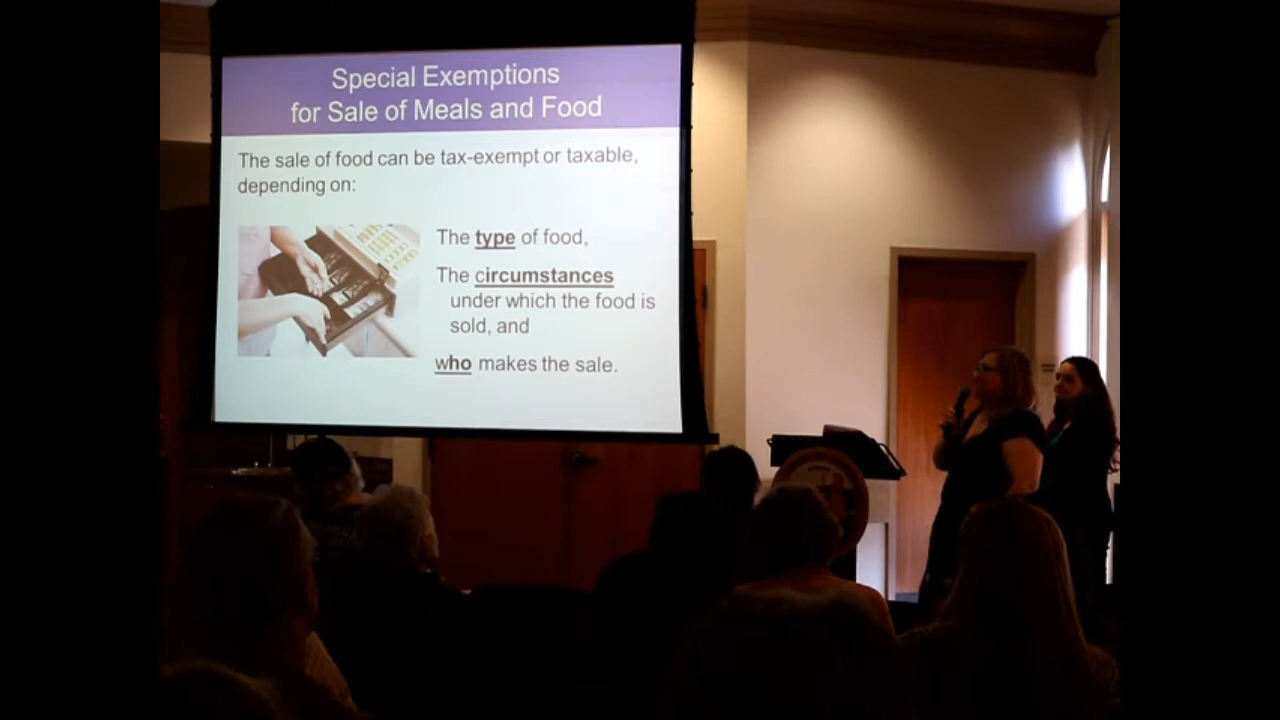 Special Exemptions
for Sale of Meals and Food
The sale of food can be tax-exempt or taxable,
depending on:
The type of food,
The circumstances
under which the food is
sold, and
who makes the sale.